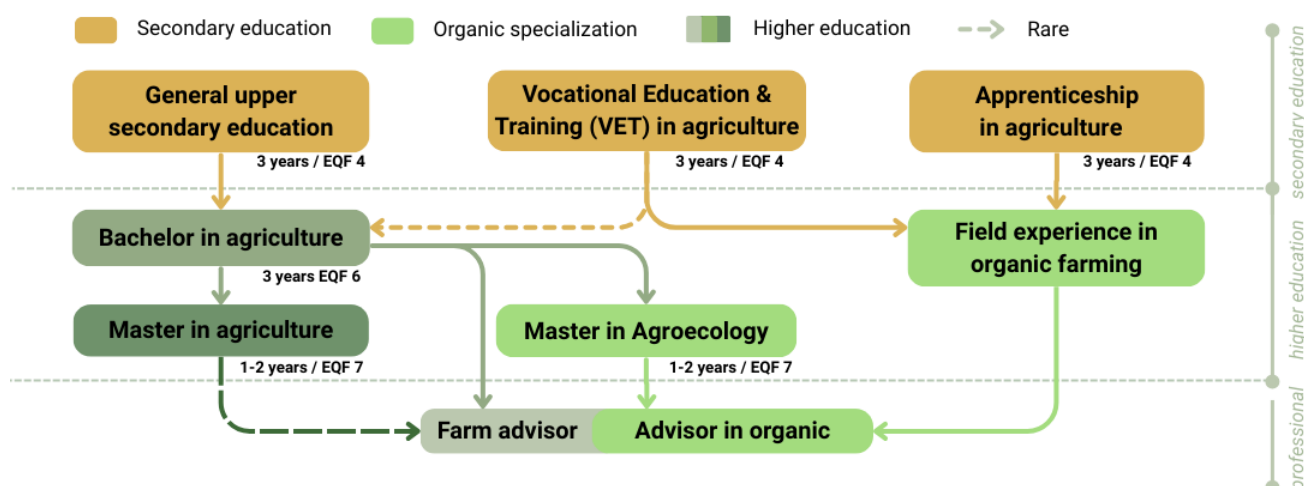 Secondary education
Organic specialization
Higher education
Rare
General upper
secondary education
3 years / EQF 4
Vocational Education &
Training (VET) in agriculture
3 years / EQF 4
Apprenticeship
in agriculture
3 years / EQF 4
secondary education
Bachelor in agriculture
3 years EQF 6
Field experience in
organic farming
higher education
Master in agriculture
1-2 years / EQF 7
Master in Agroecology
1-2 years / EQF 7
Farm advisor
Advisor in organic
professional